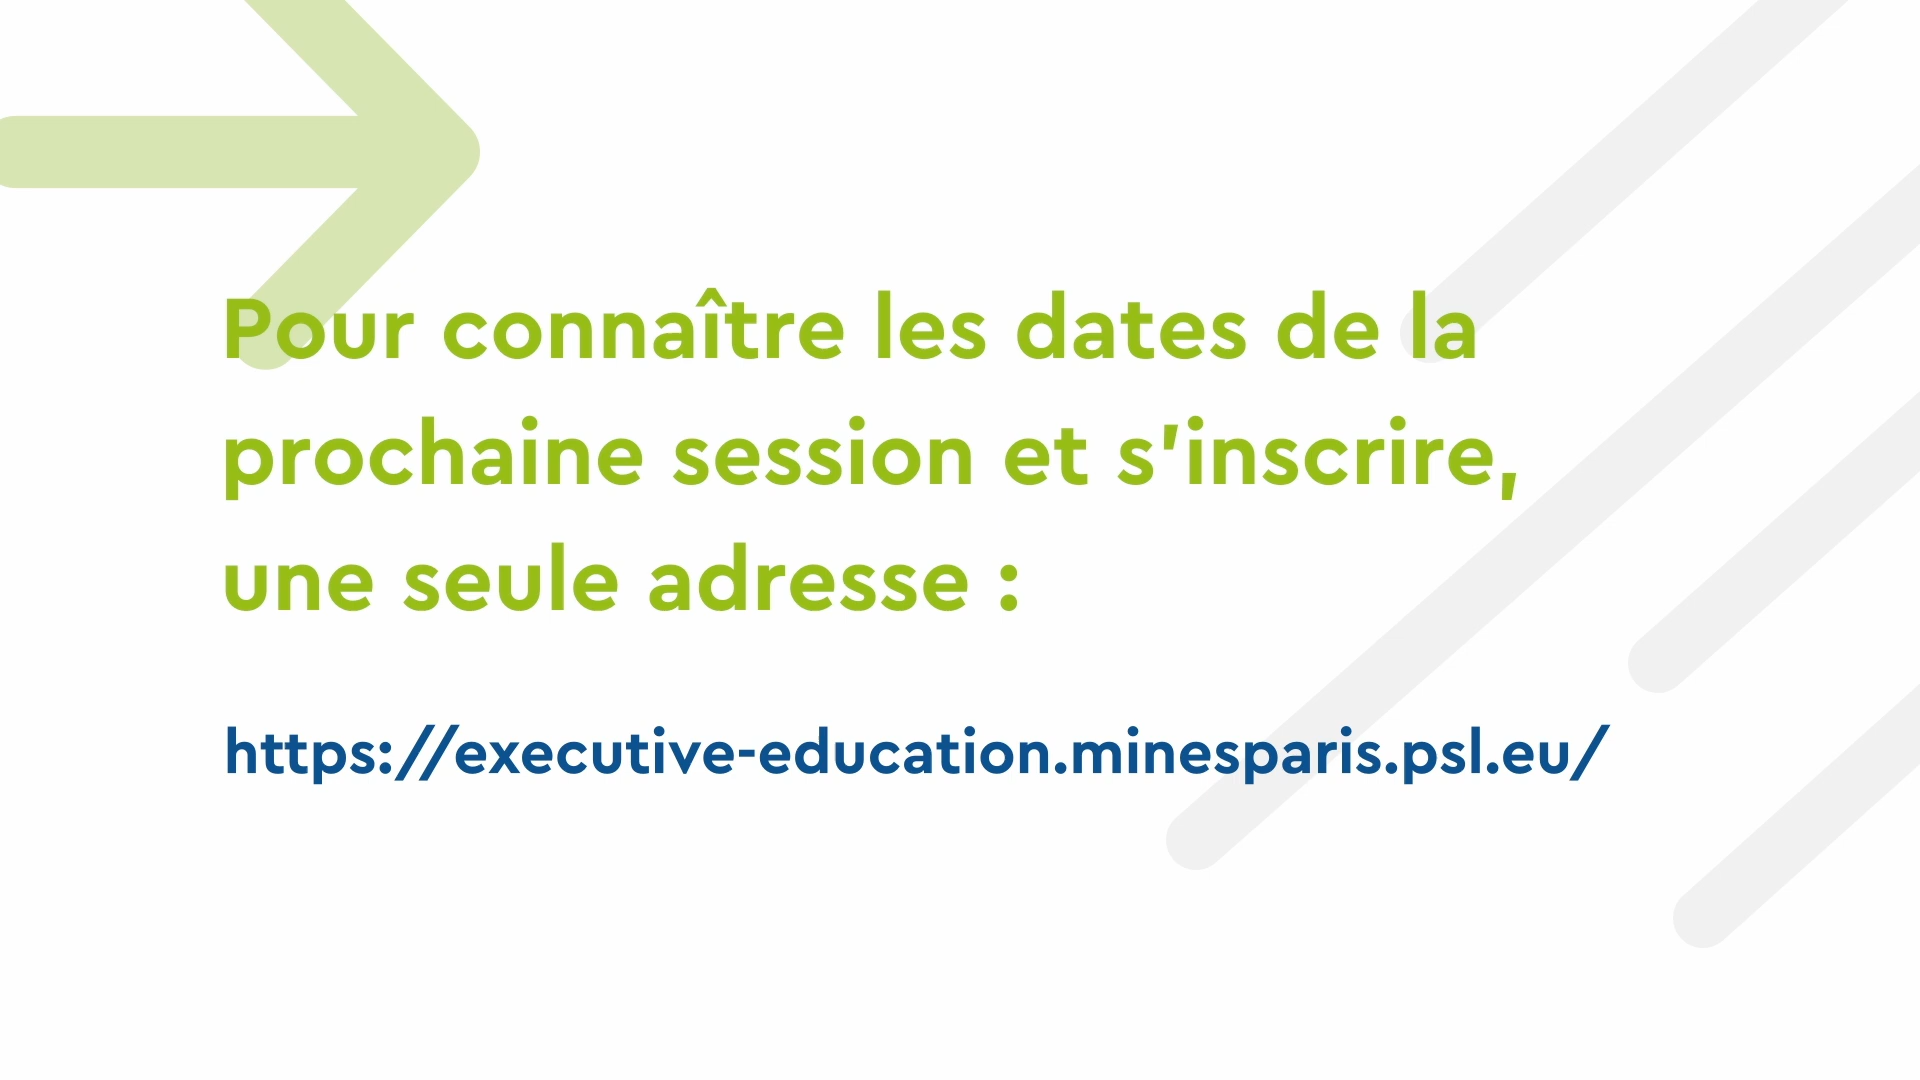 Pour connaître les dates de la
prochaine session et s'inscrire,
une seule adresse :
https://executive-education.minesparis.psl.eu/